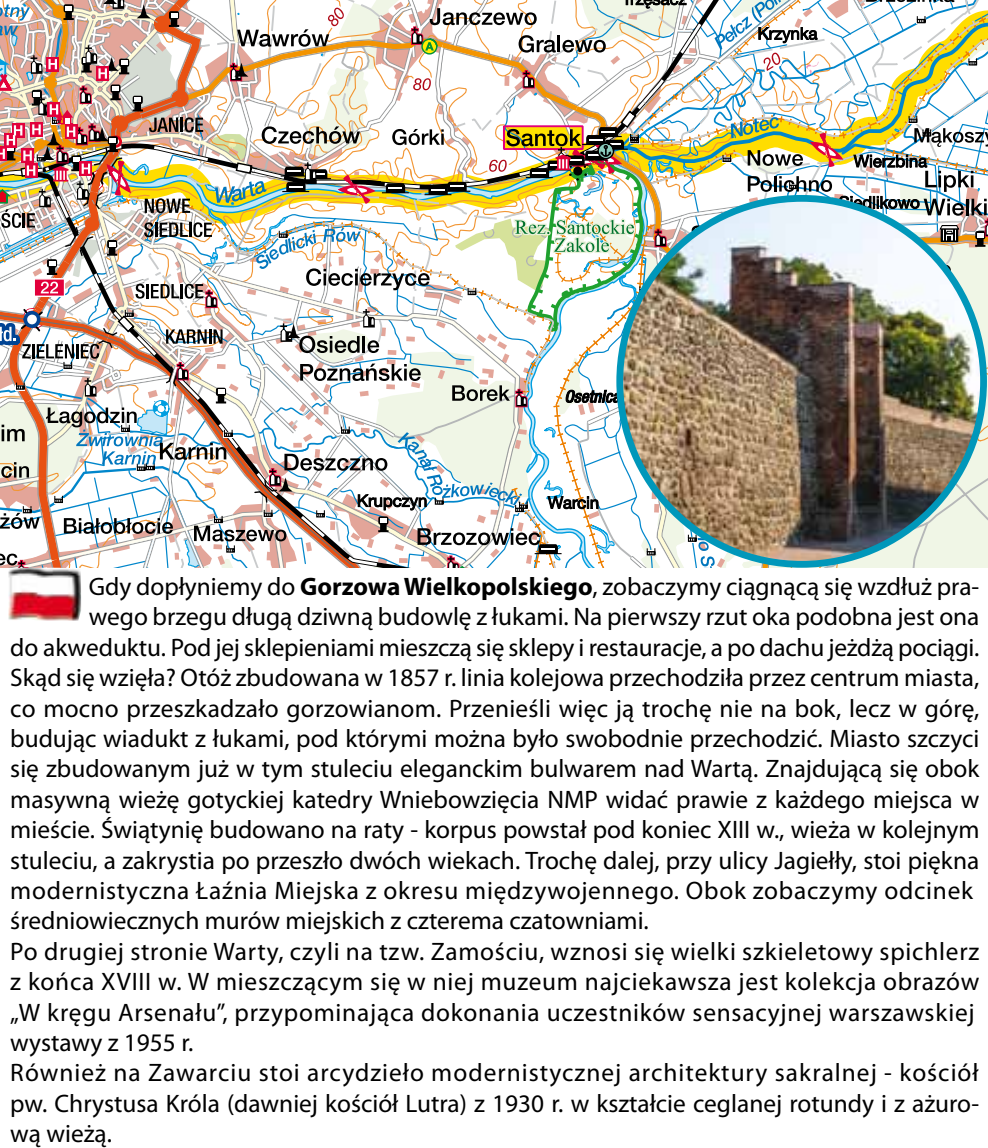 Janczewo
Wawrów
Gralewo
Krzynka
80
80
20
60
JANICE
Czechów
Górki
Santok
Noteć
Nowe
Polichno
Mąkoszy
Wierzbina
Lipki
Wielki
Siedlikowo
Warta
NOWE
SIEDLICE
ŚCIE
Siedlicki Rów
Rez. Santockie
Zakole
Ciecierzyce
22
SIEDLICE
KARNIN
ZIELENIEC
Osiedle
Poznańskie
Borek
Osetnica
Łagodzin
Żwirownia
Karnin
Karnin
im
cin
Deszczno
Kanał Rożkowiecki
Krupczyn
Warcin
Białobłocie
Maszewo
Brzozowiec
Gdy dopłyniemy do Gorzowa Wielkopolskiego, zobaczymy ciągnącą się wzdłuż pra-
wego brzegu długą dziwną budowlę z łukami. Na pierwszy rzut oka podobna jest ona
do akweduktu. Pod jej sklepieniami mieszczą się sklepy i restauracje, a po dachu jeżdżą pociągi.
Skąd się wzięła? Otóż zbudowana w 1857 r. linia kolejowa przechodziła przez centrum miasta,
co mocno przeszkadzało gorzowianom. Przenieśli więc ją trochę nie na bok, lecz w górę,
budując wiadukt z łukami, pod którymi można było swobodnie przechodzić. Miasto szczyci
się zbudowanym już w tym stuleciu eleganckim bulwarem nad Wartą. Znajdującą się obok
masywną wieżę gotyckiej katedry Wniebowzięcia NMP widać prawie z każdego miejsca w
mieście. Świątynię budowano na raty - korpus powstał pod koniec XIII w., wieża w kolejnym
stuleciu, a zakrystia po przeszło dwóch wiekach. Trochę dalej, przy ulicy Jagiełły, stoi piękna
modernistyczna Łaźnia Miejska z okresu międzywojennego. Obok zobaczymy odcinek
średniowiecznych murów miejskich z czterema czatowniami.
Po drugiej stronie Warty, czyli na tzw. Zamościu, wznosi się wielki szkieletowy spichlerz
z końca XVIII w. W mieszczącym się w niej muzeum najciekawsza jest kolekcja obrazów
„W kręgu Arsenału”, przypominająca dokonania uczestników sensacyjnej warszawskiej
wystawy z 1955 r.
Również na Zawarciu stoi arcydzieło modernistycznej architektury sakralnej - kościół
pw. Chrystusa Króla (dawniej kościół Lutra) z 1930 r. w kształcie ceglanej rotundy i z ażuro-
wą wieżą.